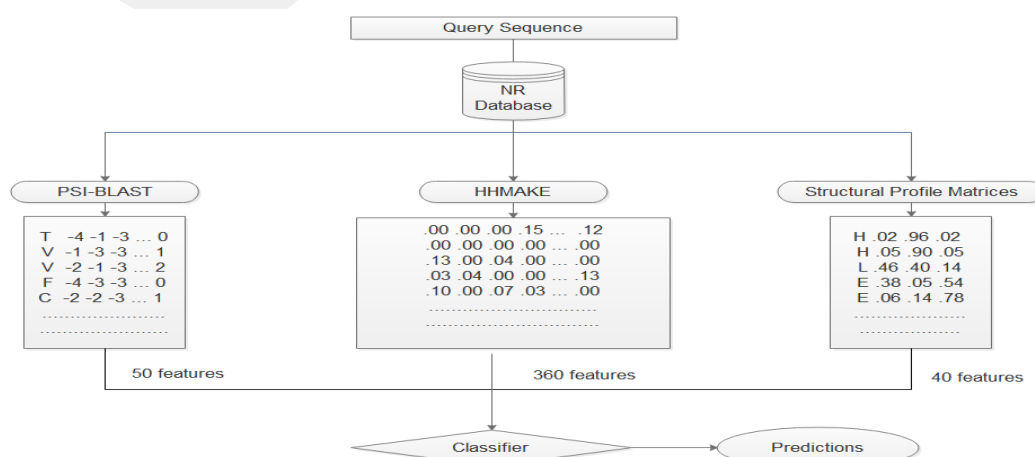 Query Sequence
NR
Database
PSI-BLAST
HHMAKE
Structural Profile Matrices
T -4 -1 -3 ... 0
V -1 -3 -3 ... 1
V -2 -1 -3 ... 2
F -4 -3 -3 ... 0
C -2 -2 -3 ... 1
......................
......................
.00 .00 .00 .15 ... .12
.00 .00 .00 .00 ... .00
.13 .00 .04 .00 ... .00
.03 .04 .00 .00 ... .13
.10 .00 .07 .03 ... .00
..............................
..............................
H .02 .96 .02
H .05 .90 .05
L .46 .40 .14
E .38 .05 .54
E .06 .14 .78
....................
..................
50 features
360 features
40 features
Classifier
Predictions